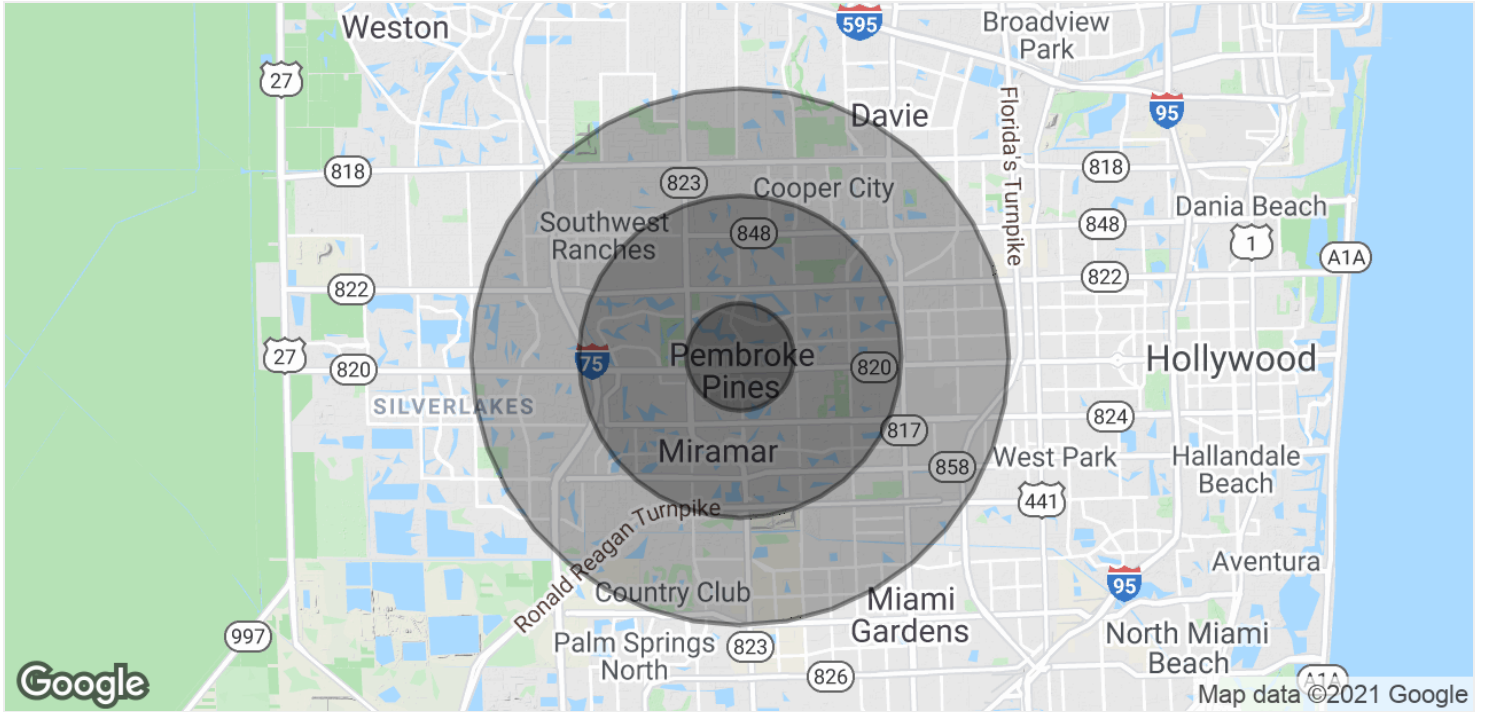 Weston
595
Broadview
Park
27
Davie
95
Florida's Turnpike
818
823
Cooper City
818
Southwest
Ranches
848
Dania Beach
848
1
A1A
822
822
27
820
75
Pembroke
Pines
820
Hollywood
SILVERLAKES
824
817
Miramar
858
West Park
Hallandale
Beach
441
Ronald Reagan Turnpike
Aventura
95
Country Club
Miami
Gardens
997
Palm Springs
North
823
North Miami
Beach
826
A1A
Google
Map data ©2021 Google